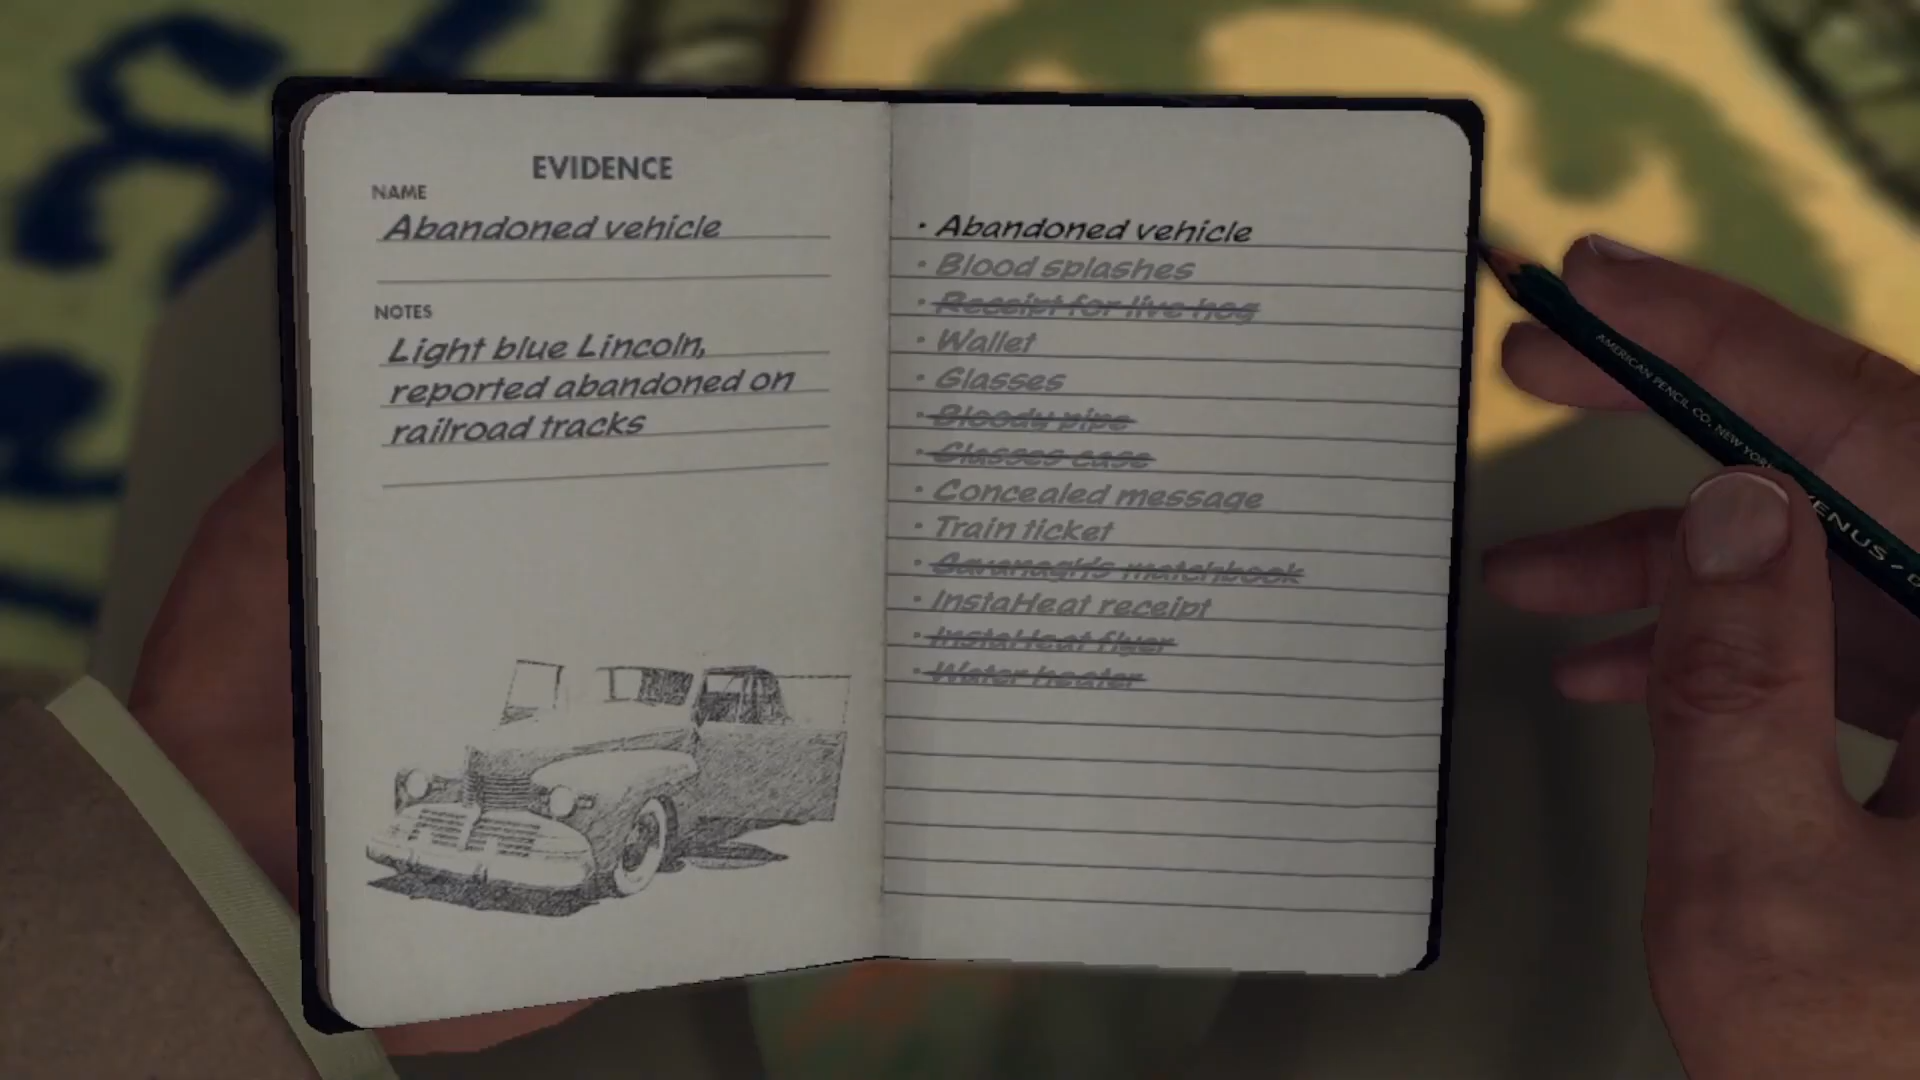 EVIDENCE
NAME
Abandoned vehicle
NOTES
Light blue Lincoln,
reported abandoned on
railroad tracks
• Abandoned vehicle
• Blood splashes
• Receipt for live hog
• Wallet
• Glasses
• Bloody pipe
• Glasses case
• Concealed message
• Train ticket
• Cavanagh's matchbook
• InstaHeat receipt
• InstaHeat flyer
• Water heater
AMERICAN PENCIL CO. NEW YORK
VENUS